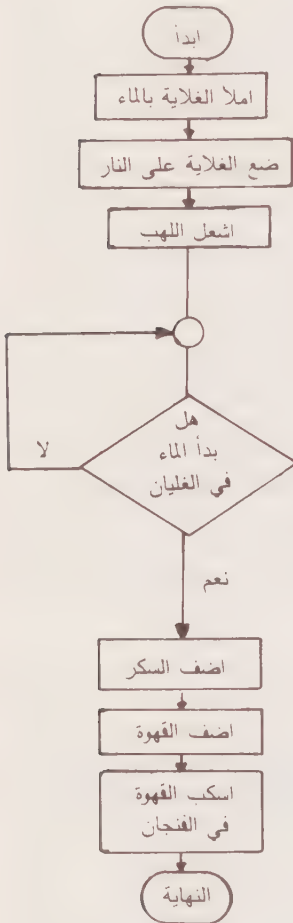 ابدأ
املأ الغلاية بالماء
ضع الغلاية على النار
اشعل اللهب
هل
بدأ الماء
في الغليان
لا
نعم
اضف السكر
اضف القهوة
اسكب القهوة
في الفنجان
النهاية